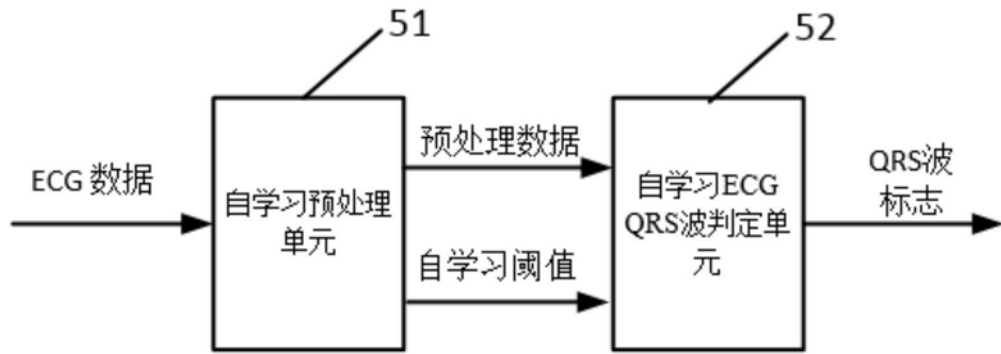 51
52
ECG 数据
自学习预处理
单元
预处理数据
自学习阈值
自学习ECG
QRS波判定单
元
QRS波
标志